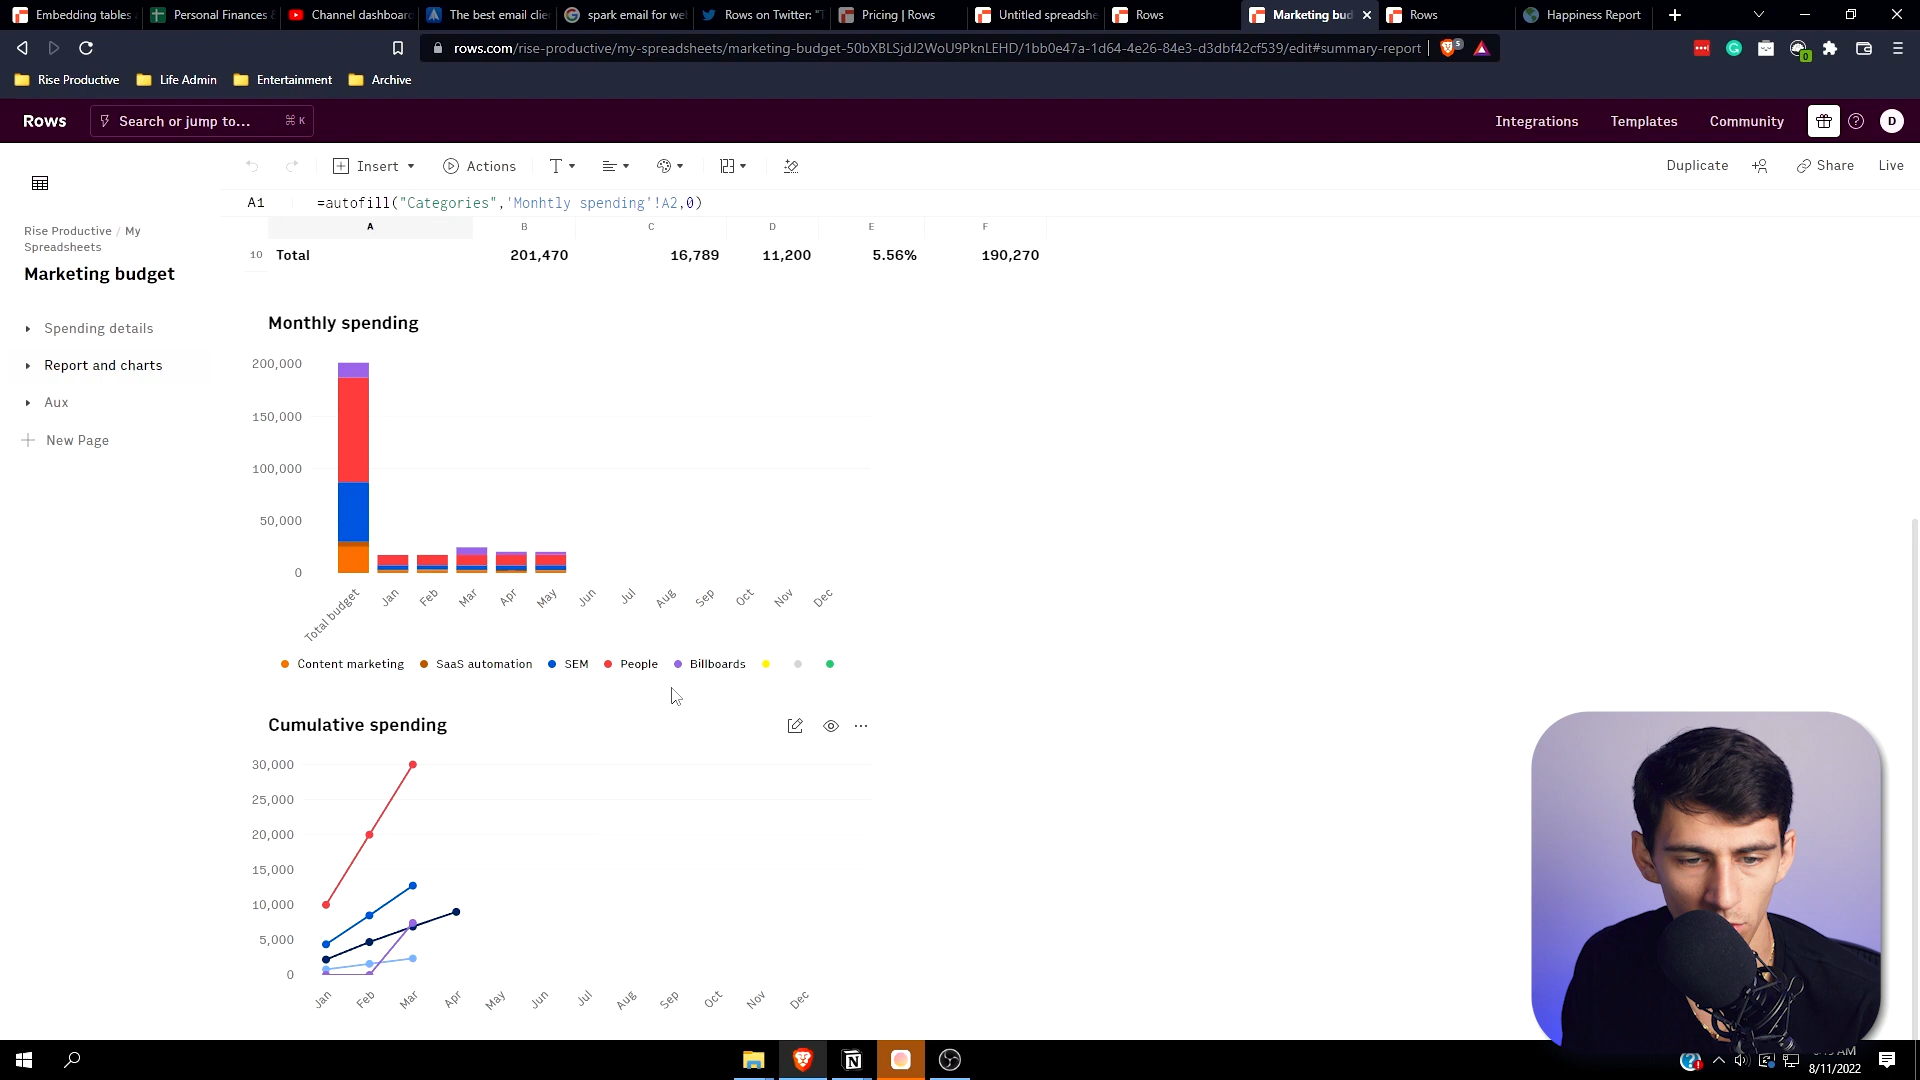 Embedding tables
Personal Finances
Channel dashboard
The best email clie
spark email for we
Rows on Twitter: "
Pricing | Rows
Untitled spreadshe
Rows
Marketing bud
Rows
Happiness Report
rows.com/rise-productive/my-spreadsheets/marketing-budget-50bXBLSjdJ2WoU9PknLEHD/1bb0e47a-1d64-4e26-84e3-d3dbf42cf539/edit#summary-report
5
0
Rise Productive
Life Admin
Entertainment
Archive
Rows
Search or jump to...
⌘ K
Integrations
Templates
Community
D
Insert
Actions
Duplicate
Share
Live
A1
=autofill("Categories",'Monhtly spending'!A2,0)
Rise Productive / My
Spreadsheets
Marketing budget
Spending details
Report and charts
Aux
New Page
A B C D E F
10 Total 201,470 16,789 11,200 5.56% 190,270
Monthly spending
200,000
150,000
100,000
50,000
0
Total budget Jan Feb Mar Apr May Jun Jul Aug Sep Oct Nov Dec
Content marketing SaaS automation SEM People Billboards
Cumulative spending
30,000
25,000
20,000
15,000
10,000
5,000
0
Jan Feb Mar Apr May Jun Jul Aug Sep Oct Nov Dec
8/11/2022